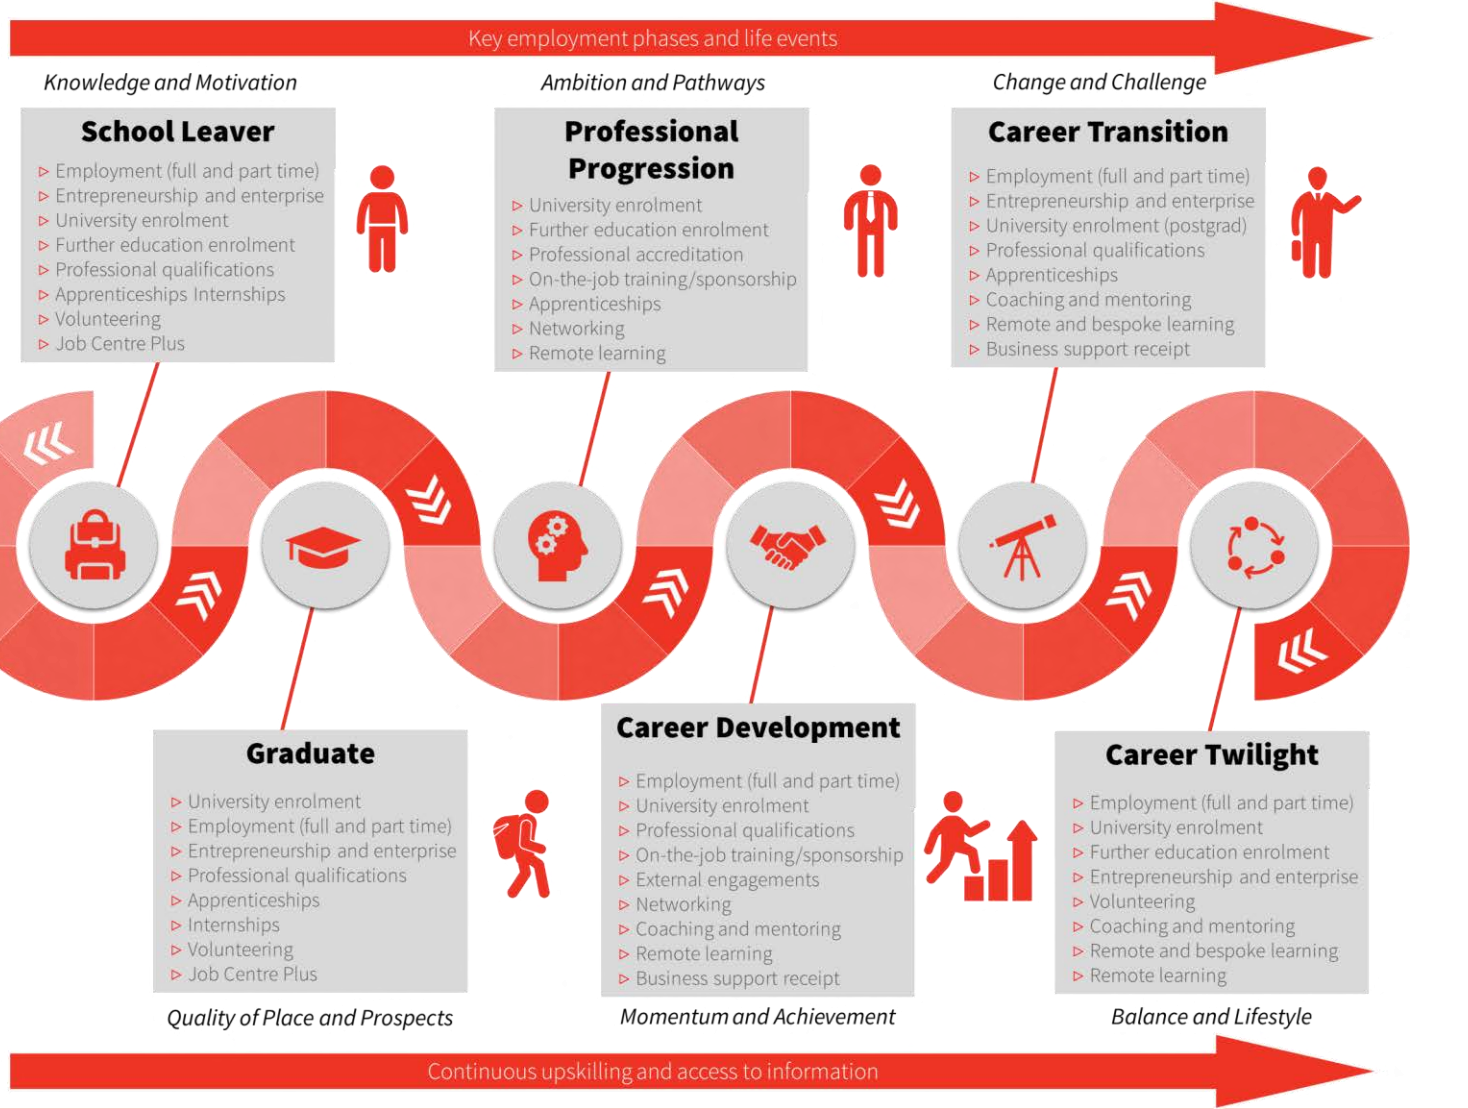 Key employment phases and life events
Knowledge and Motivation
School Leaver
Employment (full and part time)
Entrepreneurship and enterprise
University enrolment
Further education enrolment
Professional qualifications
Apprenticeships Internships
Volunteering
Job Centre Plus
Ambition and Pathways
Professional
Progression
University enrolment
Further education enrolment
Professional accreditation
On-the-job training/sponsorship
Apprenticeships
Networking
Remote learning
Change and Challenge
Career Transition
Employment (full and part time)
Entrepreneurship and enterprise
University enrolment (postgrad)
Professional qualifications
Apprenticeships
Coaching and mentoring
Remote and bespoke learning
Business support receipt
Graduate
University enrolment
Employment (full and part time)
Entrepreneurship and enterprise
Professional qualifications
Apprenticeships
Internships
Volunteering
Job Centre Plus
Quality of Place and Prospects
Career Development
Employment (full and part time)
University enrolment
Professional qualifications
On-the-job training/sponsorship
External engagements
Networking
Coaching and mentoring
Remote learning
Business support receipt
Momentum and Achievement
Career Twilight
Employment (full and part time)
University enrolment
Further education enrolment
Entrepreneurship and enterprise
Volunteering
Coaching and mentoring
Remote and bespoke learning
Remote learning
Balance and Lifestyle
Continuous upskilling and access to information